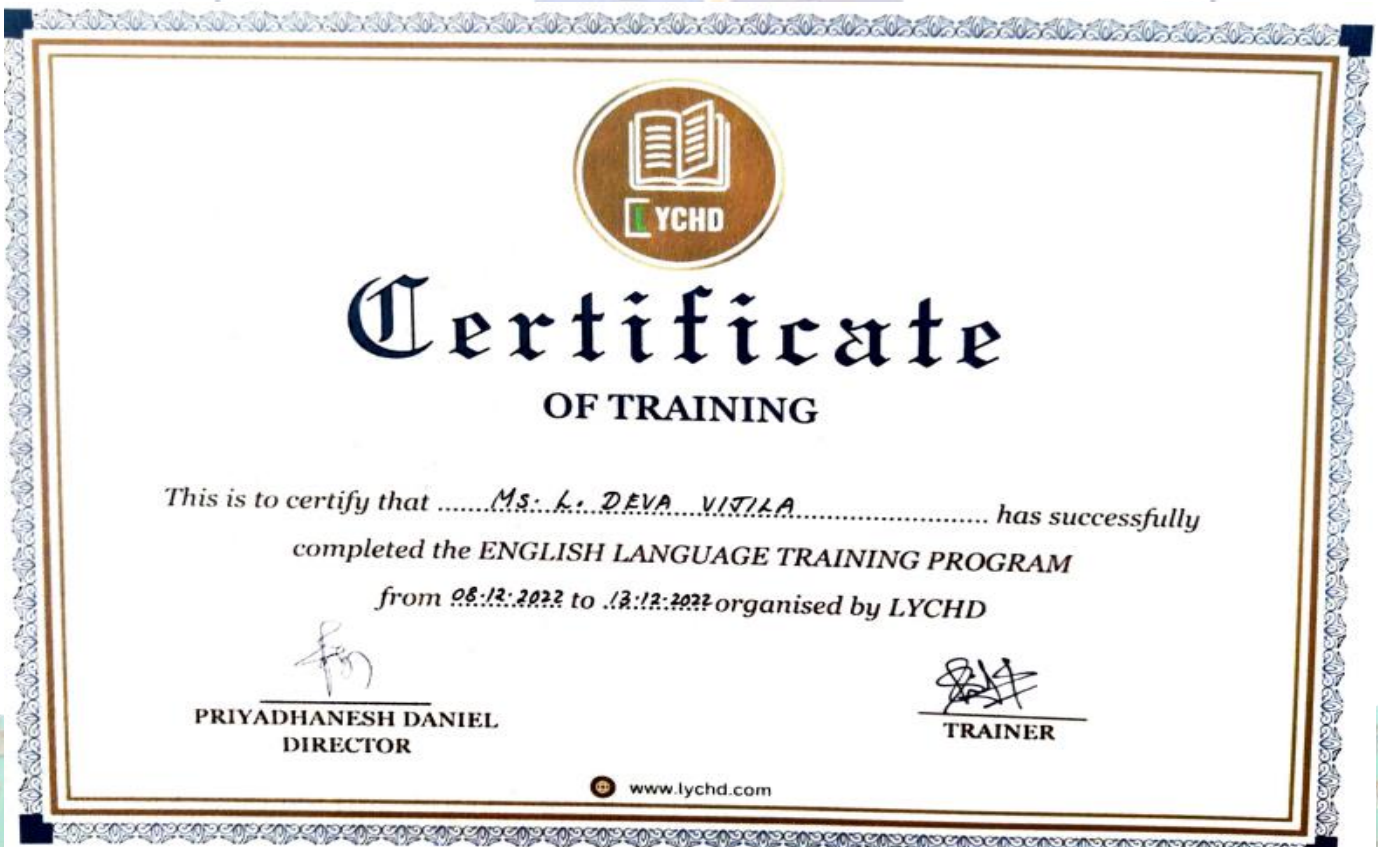 LYCHD
Certificate
OF TRAINING
This is to certify that ......Ms. L. DEVA VIJILA...................... has successfully
completed the ENGLISH LANGUAGE TRAINING PROGRAM
from 08.12.2022 to 13.12.2022 organised by LYCHD
PRIYADHANESH DANIEL
DIRECTOR
TRAINER
www.lychd.com